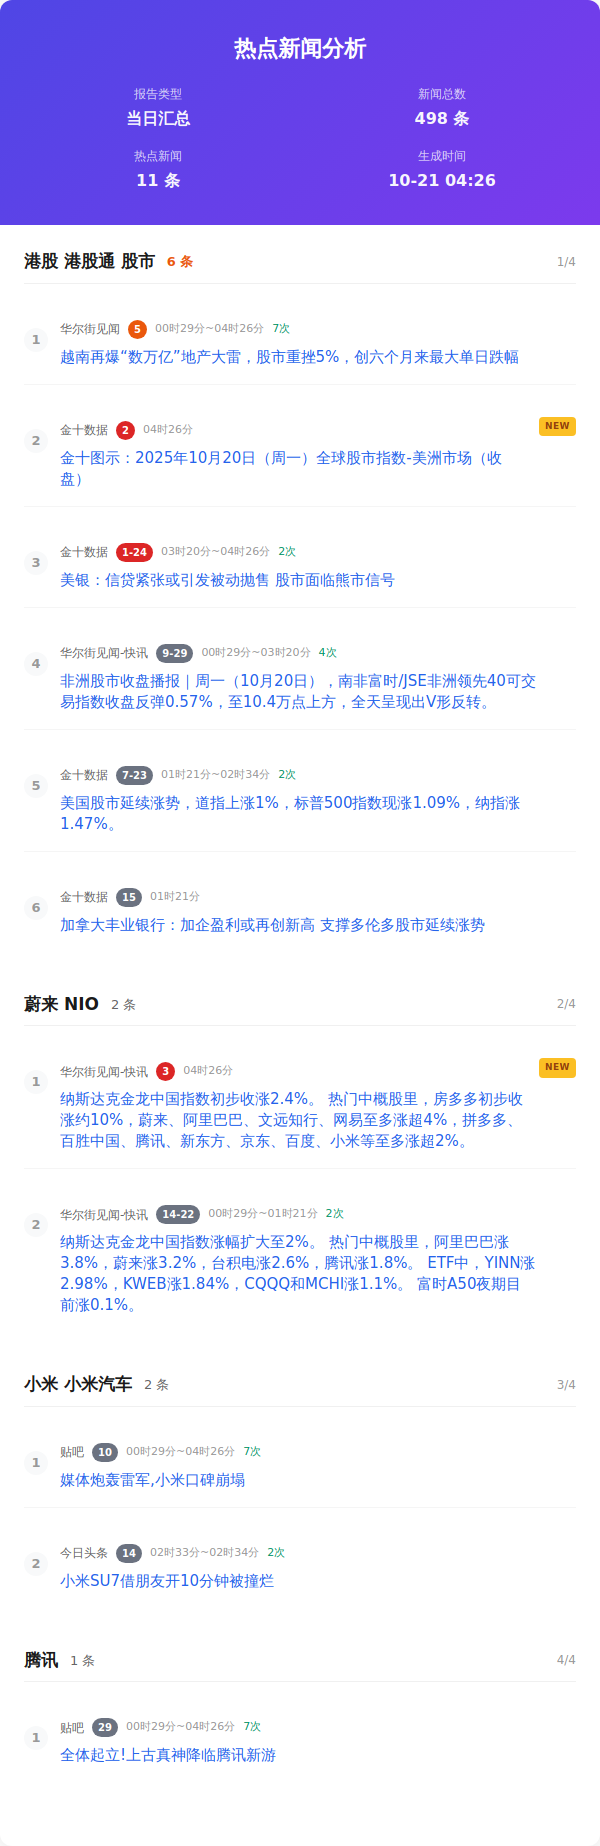 热点新闻分析
报告类型
新闻总数
当日汇总
498 条
热点新闻
生成时间
11 条
10-21 04:26
港股 港股通 股市 6 条 1/4
1
华尔街见闻 5 00时29分~04时26分 7次
越南再爆“数万亿”地产大雷，股市重挫5%，创六个月来最大单日跌幅
2
金十数据 2 04时26分 NEW
金十图示：2025年10月20日（周一）全球股市指数-美洲市场（收
盘）
3
金十数据 1-24 03时20分~04时26分 2次
美银：信贷紧张或引发被动抛售 股市面临熊市信号
4
华尔街见闻-快讯 9-29 00时29分~03时20分 4次
非洲股市收盘播报｜周一（10月20日），南非富时/JSE非洲领先40可交
易指数收盘反弹0.57%，至10.4万点上方，全天呈现出V形反转。
5
金十数据 7-23 01时21分~02时34分 2次
美国股市延续涨势，道指上涨1%，标普500指数现涨1.09%，纳指涨
1.47%。
6
金十数据 15 01时21分
加拿大丰业银行：加企盈利或再创新高 支撑多伦多股市延续涨势
蔚来 NIO 2 条 2/4
1
华尔街见闻-快讯 3 04时26分 NEW
纳斯达克金龙中国指数初步收涨2.4%。 热门中概股里，房多多初步收
涨约10%，蔚来、阿里巴巴、文远知行、网易至多涨超4%，拼多多、
百胜中国、腾讯、新东方、京东、百度、小米等至多涨超2%。
2
华尔街见闻-快讯 14-22 00时29分~01时21分 2次
纳斯达克金龙中国指数涨幅扩大至2%。 热门中概股里，阿里巴巴涨
3.8%，蔚来涨3.2%，台积电涨2.6%，腾讯涨1.8%。 ETF中，YINN涨
2.98%，KWEB涨1.84%，CQQQ和MCHI涨1.1%。 富时A50夜期目
前涨0.1%。
小米 小米汽车 2 条 3/4
1
贴吧 10 00时29分~04时26分 7次
媒体炮轰雷军,小米口碑崩塌
2
今日头条 14 02时33分~02时34分 2次
小米SU7借朋友开10分钟被撞烂
腾讯 1 条 4/4
1
贴吧 29 00时29分~04时26分 7次
全体起立!上古真神降临腾讯新游